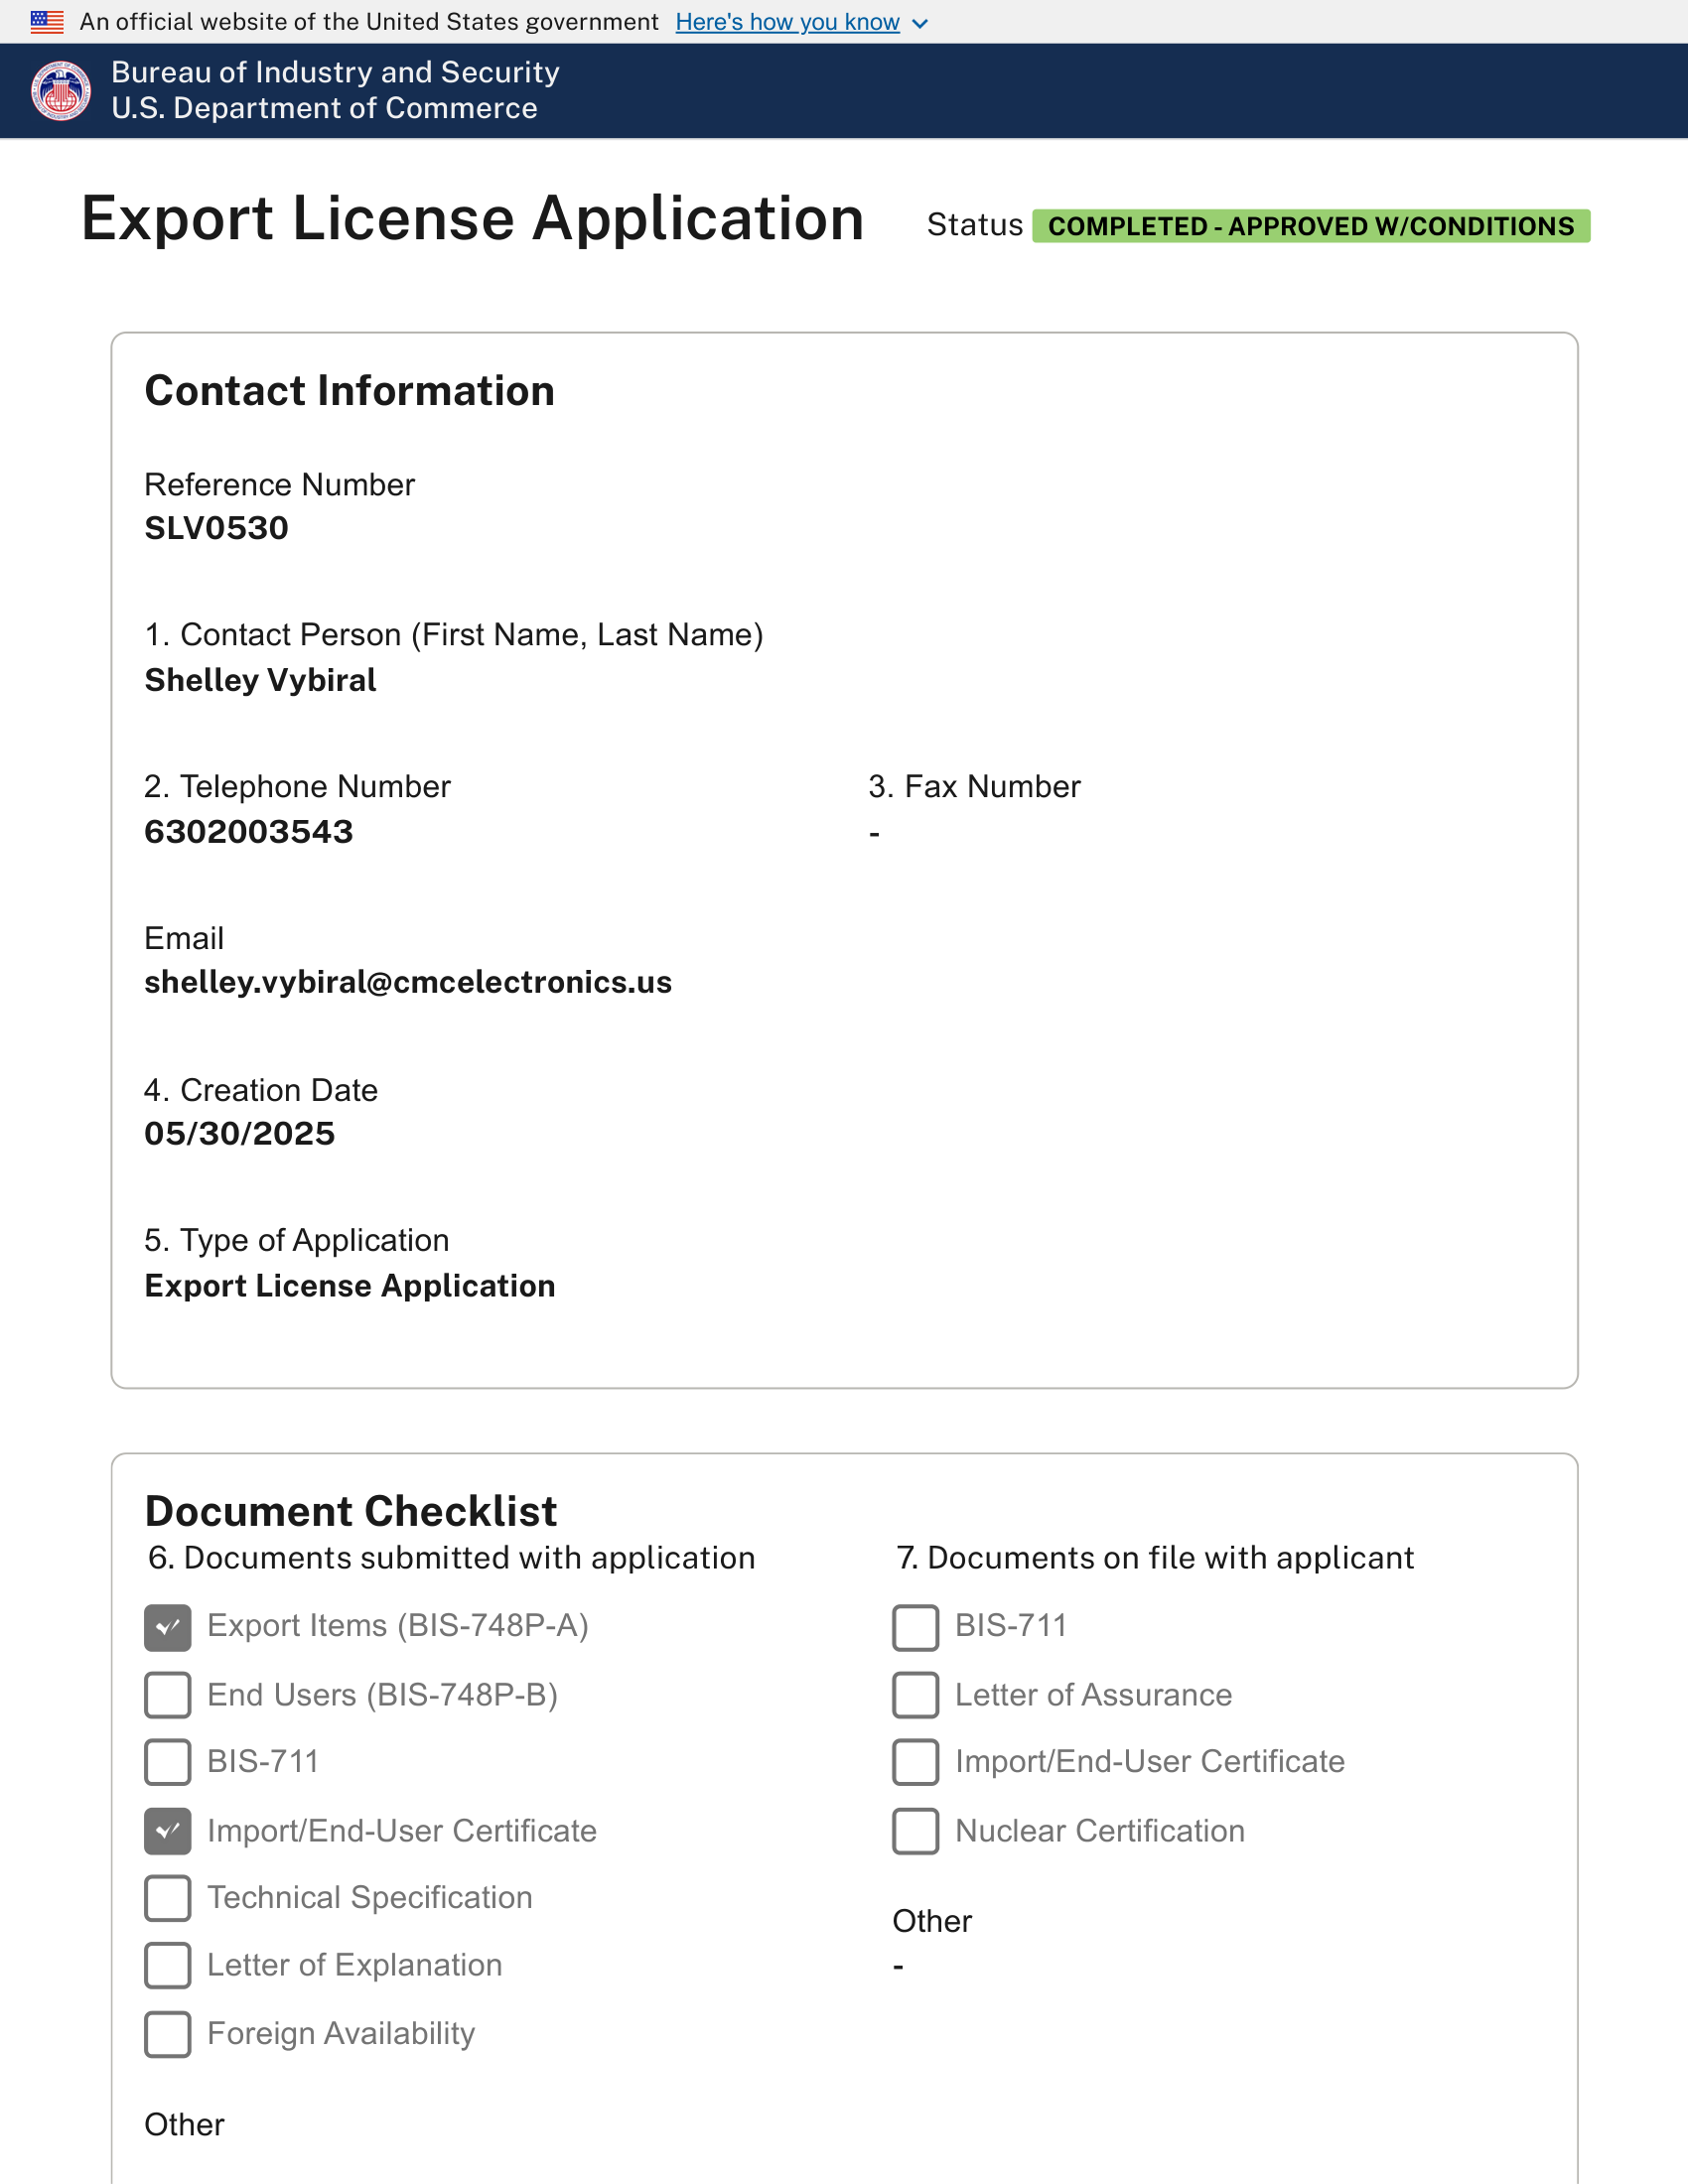 An official website of the United States government Here's how you know
Bureau of Industry and Security
U.S. Department of Commerce
Export License Application
Status COMPLETED - APPROVED W/CONDITIONS
Contact Information
Reference Number
SLV0530
1. Contact Person (First Name, Last Name)
Shelley Vybiral
2. Telephone Number
6302003543
3. Fax Number
-
Email
shelley.vybiral@cmcelectronics.us
4. Creation Date
05/30/2025
5. Type of Application
Export License Application
Document Checklist
6. Documents submitted with application
Export Items (BIS-748P-A)
End Users (BIS-748P-B)
BIS-711
Import/End-User Certificate
Technical Specification
Letter of Explanation
Foreign Availability
Other
7. Documents on file with applicant
BIS-711
Letter of Assurance
Import/End-User Certificate
Nuclear Certification
Other
-